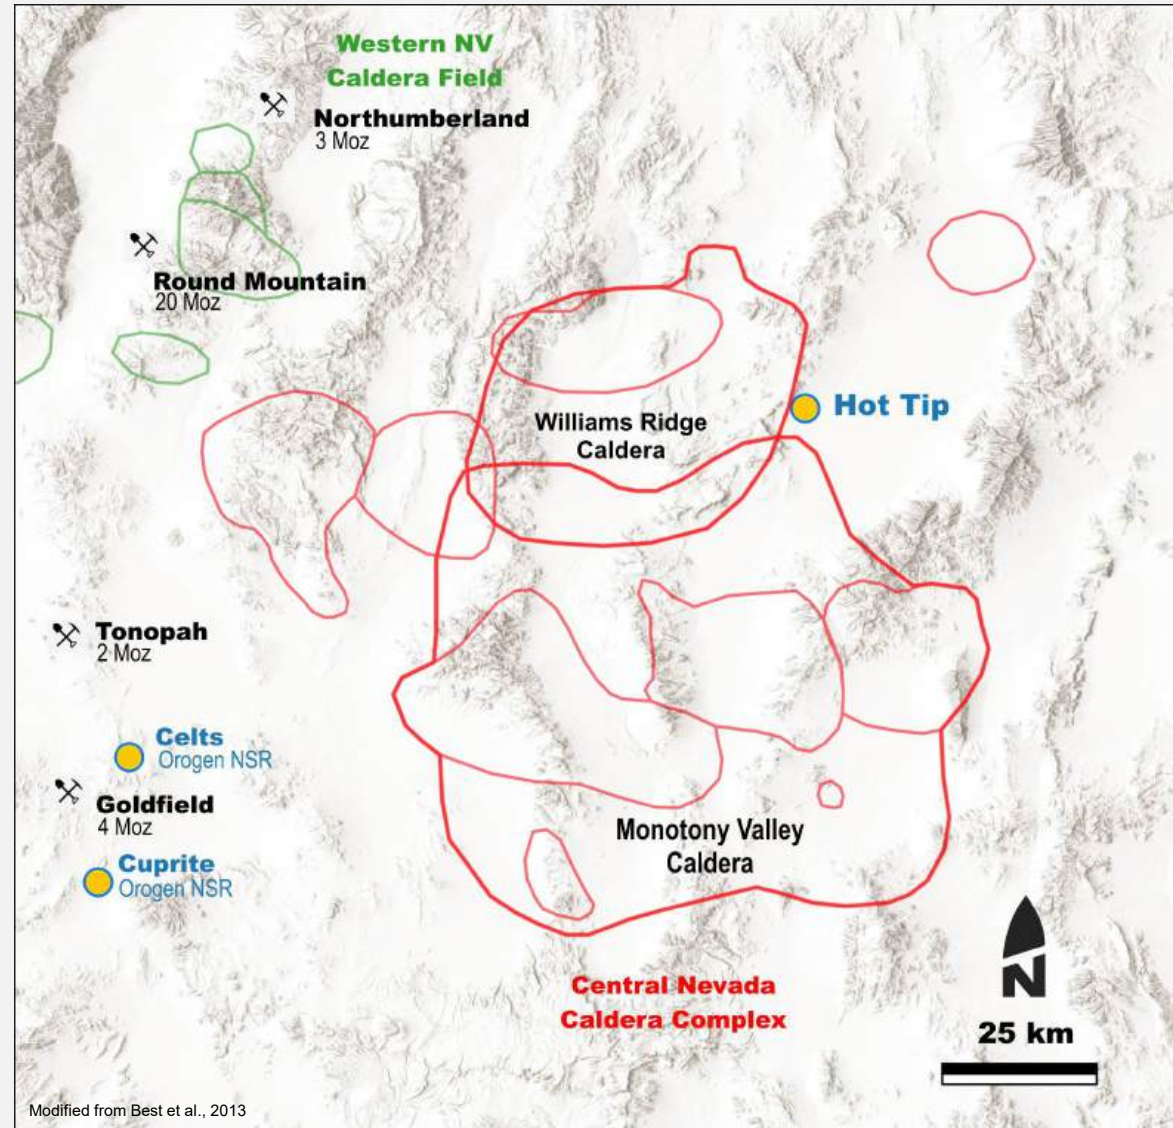 Western NV
Caldera Field
Northumberland
3 Moz
Round Mountain
20 Moz
Hot Tip
Williams Ridge
Caldera
Tonopah
2 Moz
Celts
Orogen NSR
Goldfield
4 Moz
Monotony Valley
Caldera
Cuprite
Orogen NSR
N
Central Nevada
Caldera Complex
25 km
Modified from Best et al., 2013